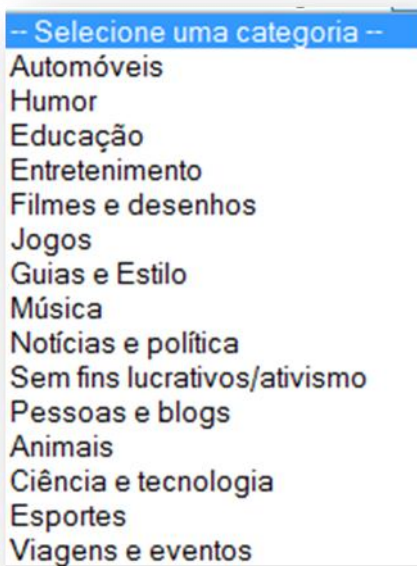 -- Selecione uma categoria --
Automóveis
Humor
Educação
Entretenimento
Filmes e desenhos
Jogos
Guias e Estilo
Música
Notícias e política
Sem fins lucrativos/ativismo
Pessoas e blogs
Animais
Ciência e tecnologia
Esportes
Viagens e eventos